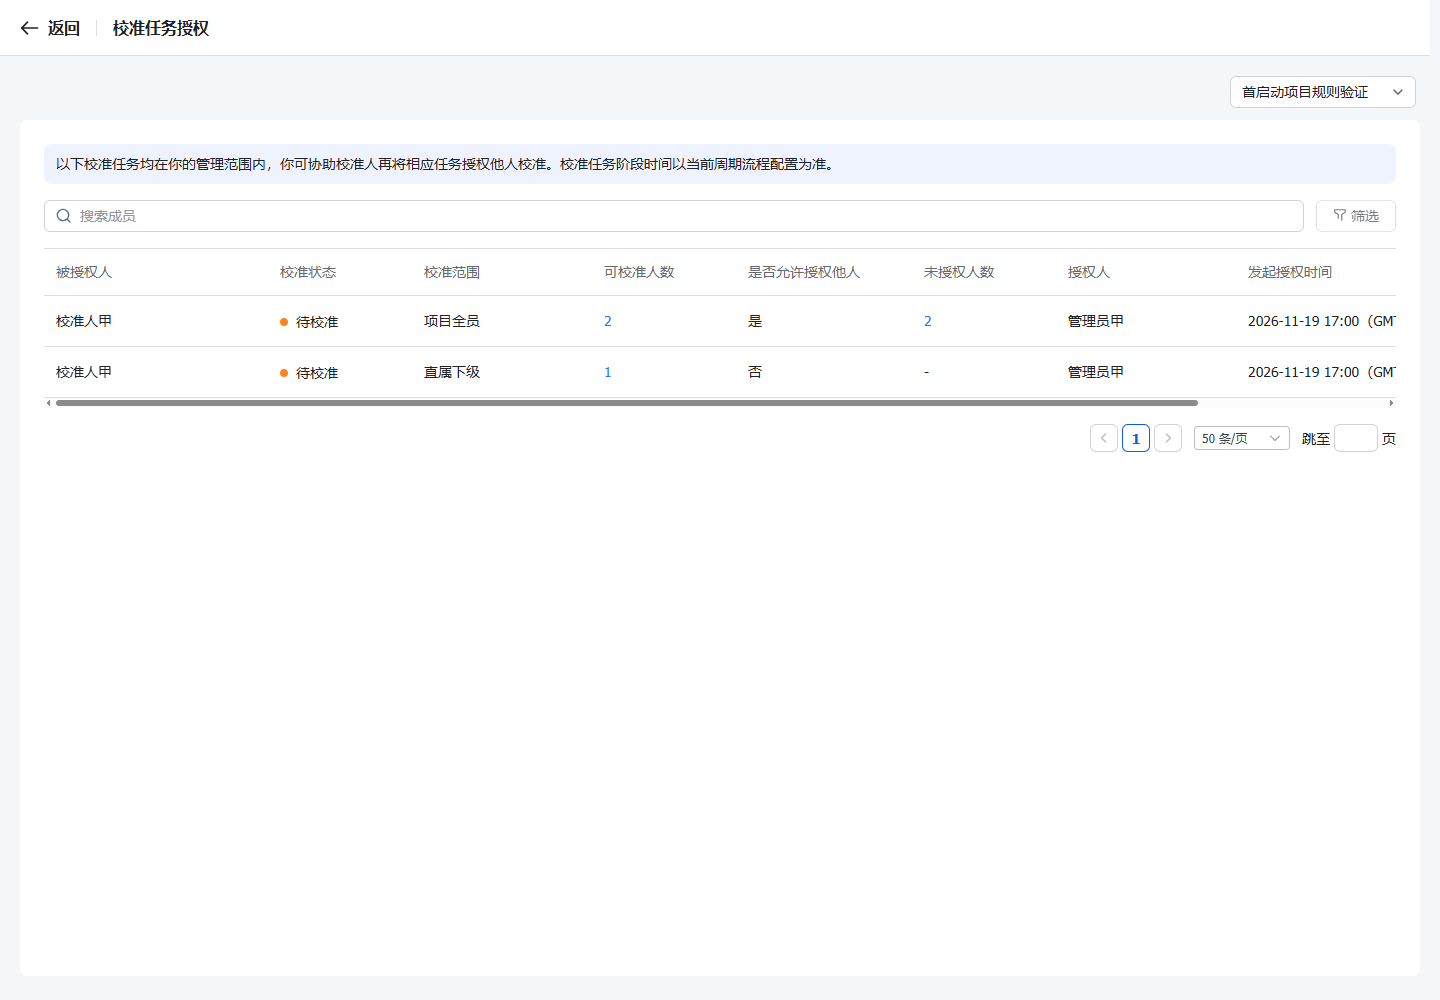 返回 校准任务授权
首启动项目规则验证
以下校准任务均在你的管理范围内，你可协助校准人再将相应任务授权他人校准。校准任务阶段时间以当前周期流程配置为准。
搜索成员 筛选
被授权人 校准状态 校准范围 可校准人数 是否允许授权他人 未授权人数 授权人 发起授权时间
校准人甲 待校准 项目全员 2 是 2 管理员甲 2026-11-19 17:00（GMT
校准人甲 待校准 直属下级 1 否 - 管理员甲 2026-11-19 17:00（GMT
1 50 条/页 跳至 页